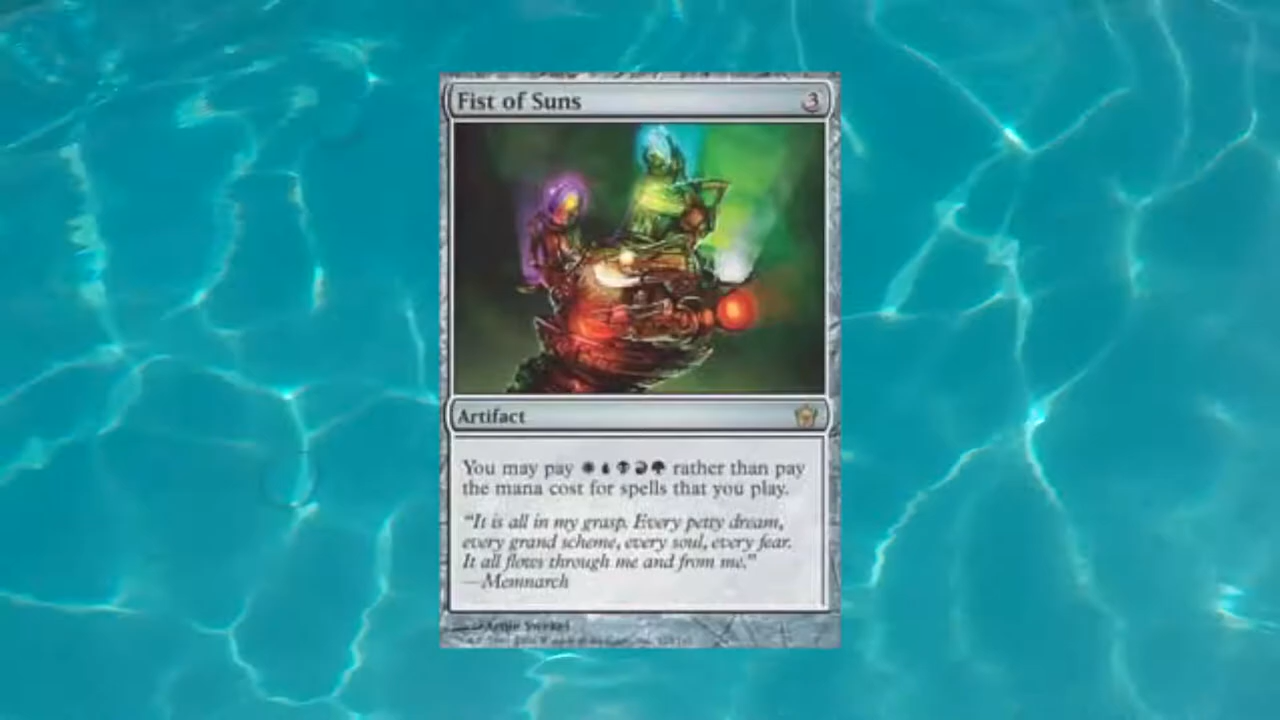 Fist of Suns 3
Artifact
You may pay rather than pay
the mana cost for spells that you play.
"It is all in my grasp. Every petty dream,
every grand scheme, every soul, every fear.
It all flows through me and from me."
—Memnarch